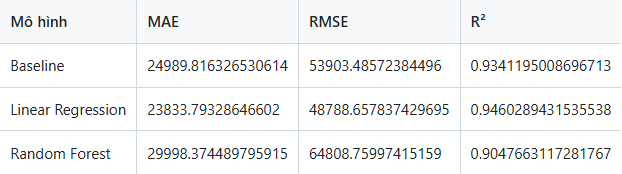 Mô hình MAE RMSE R²
Baseline 24989.816326530614 53903.48572384496 0.9341195008696713
Linear Regression 23833.79328646602 48788.657837429695 0.9460289431535538
Random Forest 29998.374489795915 64808.75997415159 0.9047663117281767